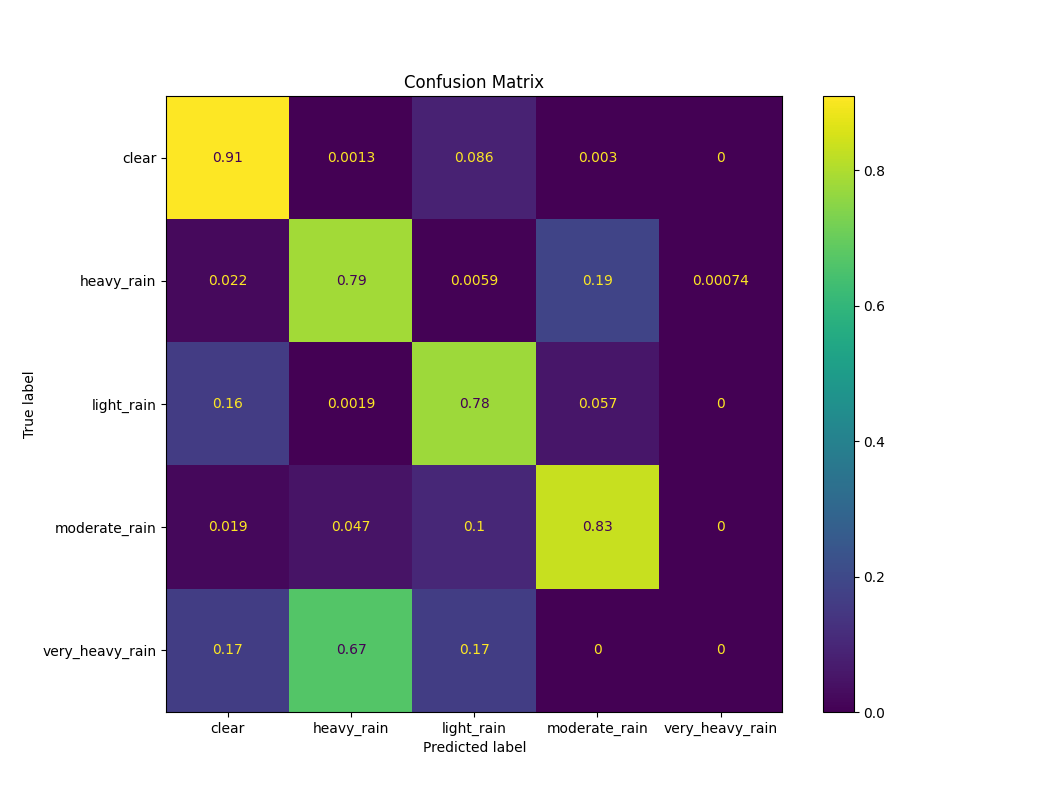 Confusion Matrix
True label
clear 0.91 0.0013 0.086 0.003 0
heavy_rain 0.022 0.79 0.0059 0.19 0.00074
light_rain 0.16 0.0019 0.78 0.057 0
moderate_rain 0.019 0.047 0.1 0.83 0
very_heavy_rain 0.17 0.67 0.17 0 0
clear heavy_rain light_rain moderate_rain very_heavy_rain
Predicted label
0.8
0.6
0.4
0.2
0.0